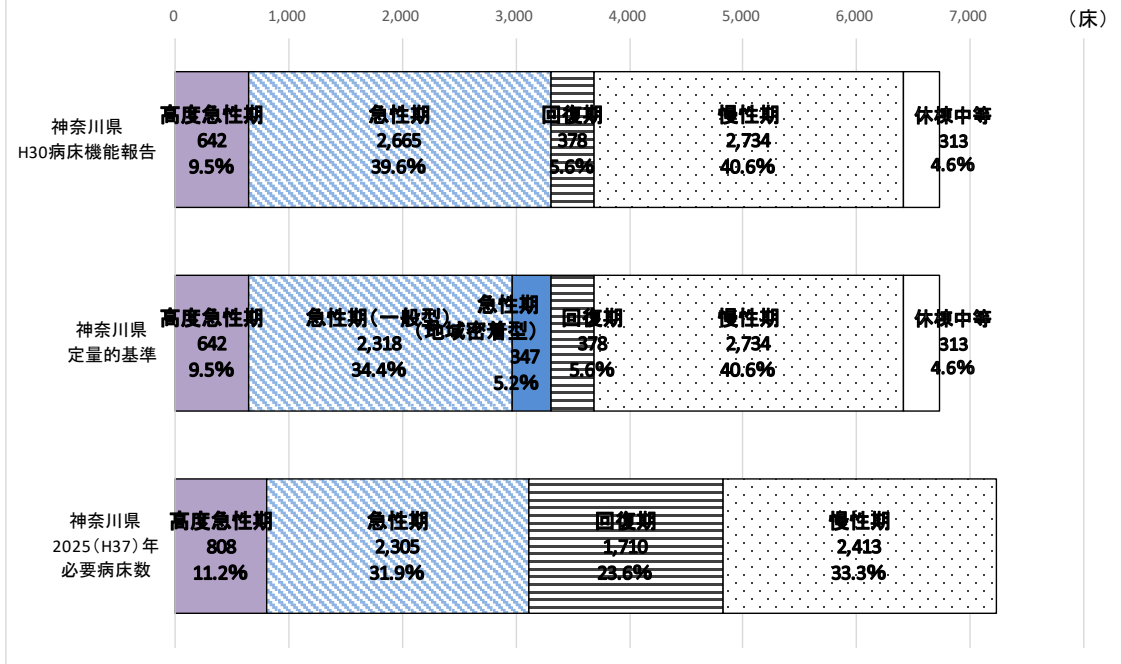 0 1,000 2,000 3,000 4,000 5,000 6,000 7,000 （床）
神奈川県
H30病床機能報告
高度急性期
642
9.5%
急性期
2,665
39.6%
回復期
378
5.6%
慢性期
2,734
40.6%
休棟中等
313
4.6%
神奈川県
定量的基準
高度急性期
642
9.5%
急性期（一般型）
2,318
34.4%
急性期
（地域密着型）
347
5.2%
回復期
378
5.6%
慢性期
2,734
40.6%
休棟中等
313
4.6%
神奈川県
2025（H37）年
必要病床数
高度急性期
808
11.2%
急性期
2,305
31.9%
回復期
1,710
23.6%
慢性期
2,413
33.3%